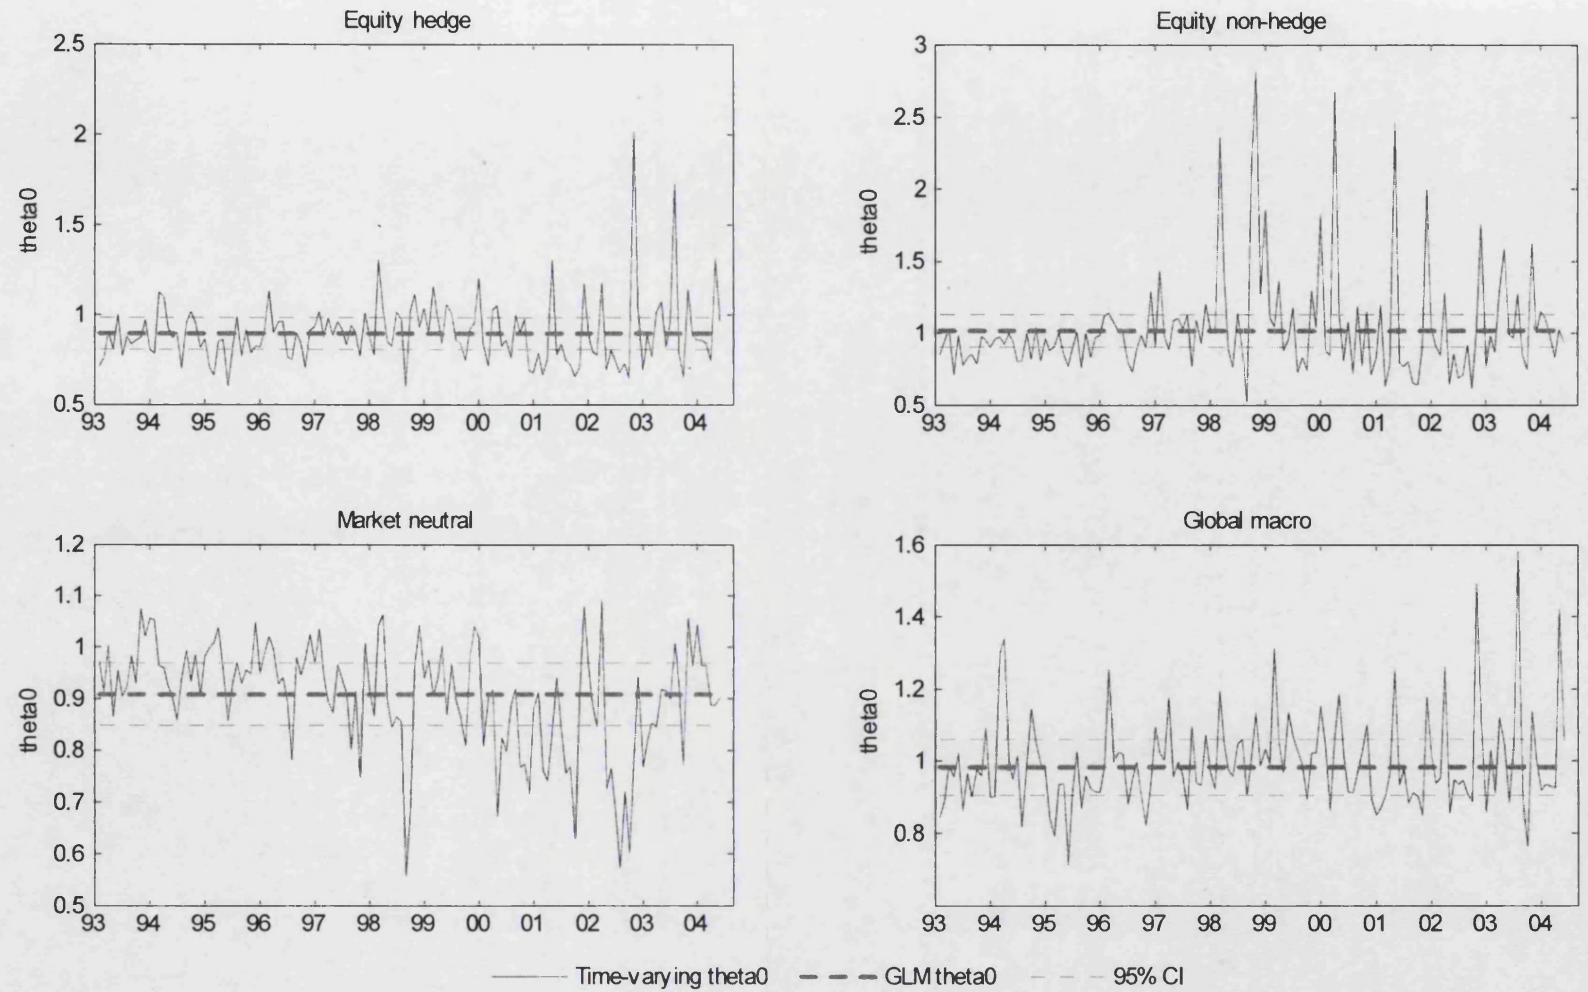 Equity hedge
2.5
2
1.5
1
0.5
theta0
93 94 95 96 97 98 99 00 01 02 03 04
Equity non-hedge
3
2.5
2
1.5
1
0.5
theta0
93 94 95 96 97 98 99 00 01 02 03 04
Market neutral
1.2
1.1
1
0.9
0.8
0.7
0.6
0.5
theta0
93 94 95 96 97 98 99 00 01 02 03 04
Global macro
1.6
1.4
1.2
1
0.8
theta0
93 94 95 96 97 98 99 00 01 02 03 04
Time-varying theta0 GLM theta0 95% CI